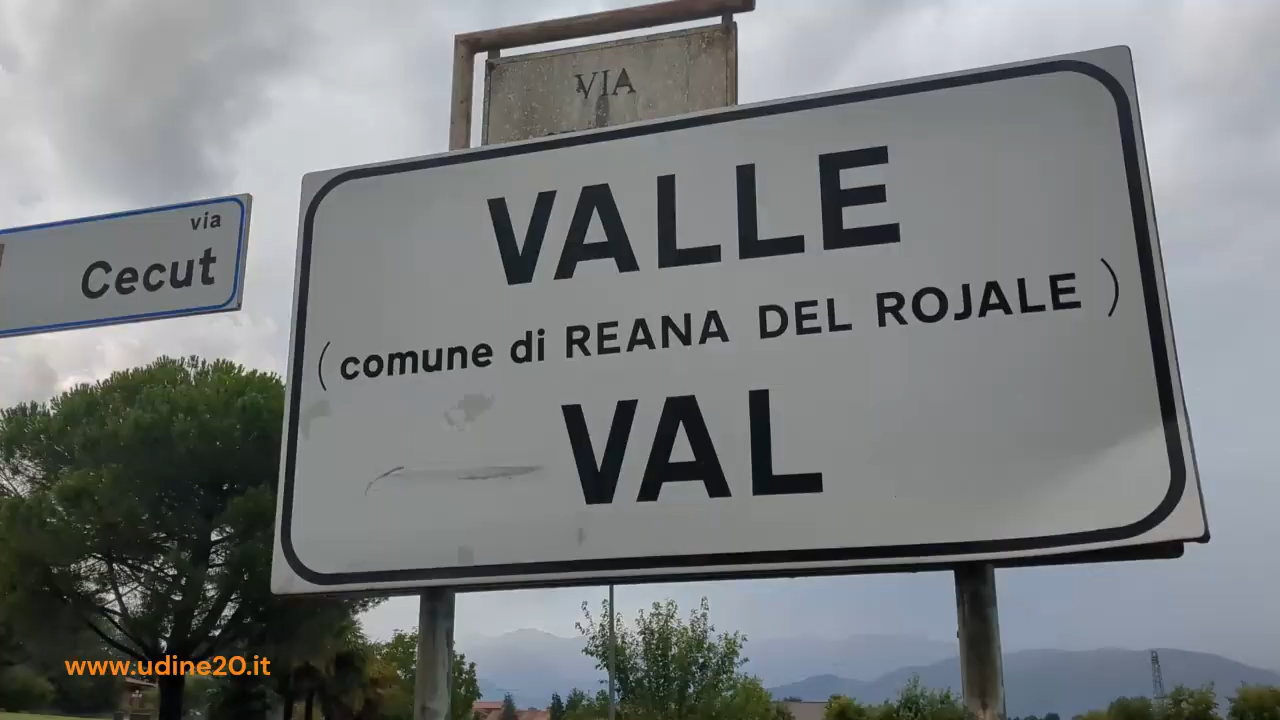 VIA
via
Cecut
VALLE
(comune di REANA DEL ROJALE)
VAL
www.udine20.it